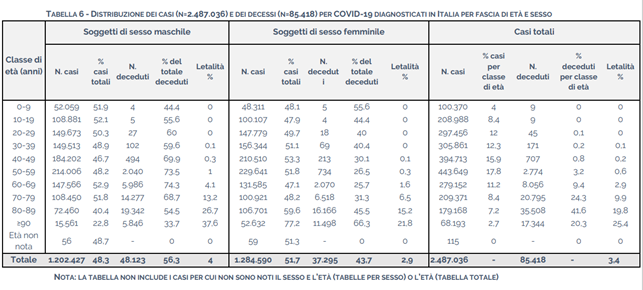 TABELLA 6 - DISTRIBUZIONE DEI CASI (N=2.487.036) E DEI DECESSI (N=85.418) PER COVID-19 DIAGNOSTICATI IN ITALIA PER FASCIA DI ETÀ E SESSO
Classe di età (anni) Soggetti di sesso maschile Soggetti di sesso femminile Casi totali
N. casi % casi totali N. deceduti % del totale deceduti Letalità % N. casi % casi totali N. decedut i % del totale deceduti Letalità % N. casi % casi per classe di età N. deceduti % deceduti per classe di età Letalità %
0-9 52.059 51.9 4 44.4 0 48.311 48.1 5 55.6 0 100.370 4 9 0 0
10-19 108.881 52.1 5 55.6 0 100.107 47.9 4 44.4 0 208.988 8.4 9 0 0
20-29 149.673 50.3 27 60 0 147.779 49.7 18 40 0 297.456 12 45 0.1 0
30-39 149.513 48.9 102 59.6 0.1 156.344 51.1 69 40.4 0 305.861 12.3 171 0.2 0.1
40-49 184.202 46.7 494 69.9 0.3 210.510 53.3 213 30.1 0.1 394.713 15.9 707 0.8 0.2
50-59 214.006 48.2 2.040 73.5 1 229.641 51.8 734 26.5 0.3 443.649 17.8 2.774 3.2 0.6
60-69 147.566 52.9 5.986 74.3 4.1 131.585 47.1 2.070 25.7 1.6 279.152 11.2 8.056 9.4 2.9
70-79 108.450 51.8 14.277 68.7 13.2 100.921 48.2 6.518 31.3 6.5 209.371 8.4 20.795 24.3 9.9
80-89 72.460 40.4 19.342 54.5 26.7 106.701 59.6 16.166 45.5 15.2 179.168 7.2 35.508 41.6 19.8
≥90 15.561 22.8 5.846 33.7 37.6 52.632 77.2 11.498 66.3 21.8 68.193 2.7 17.344 20.3 25.4
Età non nota 56 48.7 - 0 0 59 51.3 - 0 0 115 0 - 0 0
Totale 1.202.427 48.3 48.123 56.3 4 1.284.590 51.7 37.295 43.7 2.9 2.487.036 - 85.418 - 3.4
NOTA: LA TABELLA NON INCLUDE I CASI PER CUI NON SONO NOTI IL SESSO E L'ETÀ (TABELLE PER SESSO) O L'ETÀ (TABELLA TOTALE)